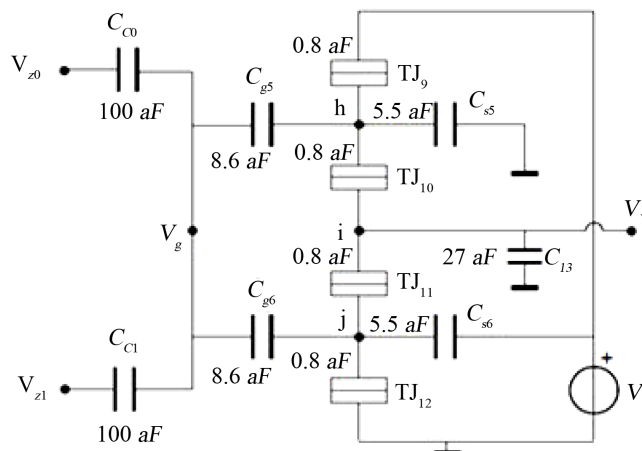 C_C0
0.8 aF
V_z0
C_g5
TJ_9
100 aF
h
5.5 aF
C_s5
8.6 aF
0.8 aF
TJ_10
V_g
i
0.8 aF
27 aF
C_13
TJ_11
C_g6
j
5.5 aF
C_s6
C_C1
0.8 aF
+
V_z1
8.6 aF
TJ_12
V
100 aF